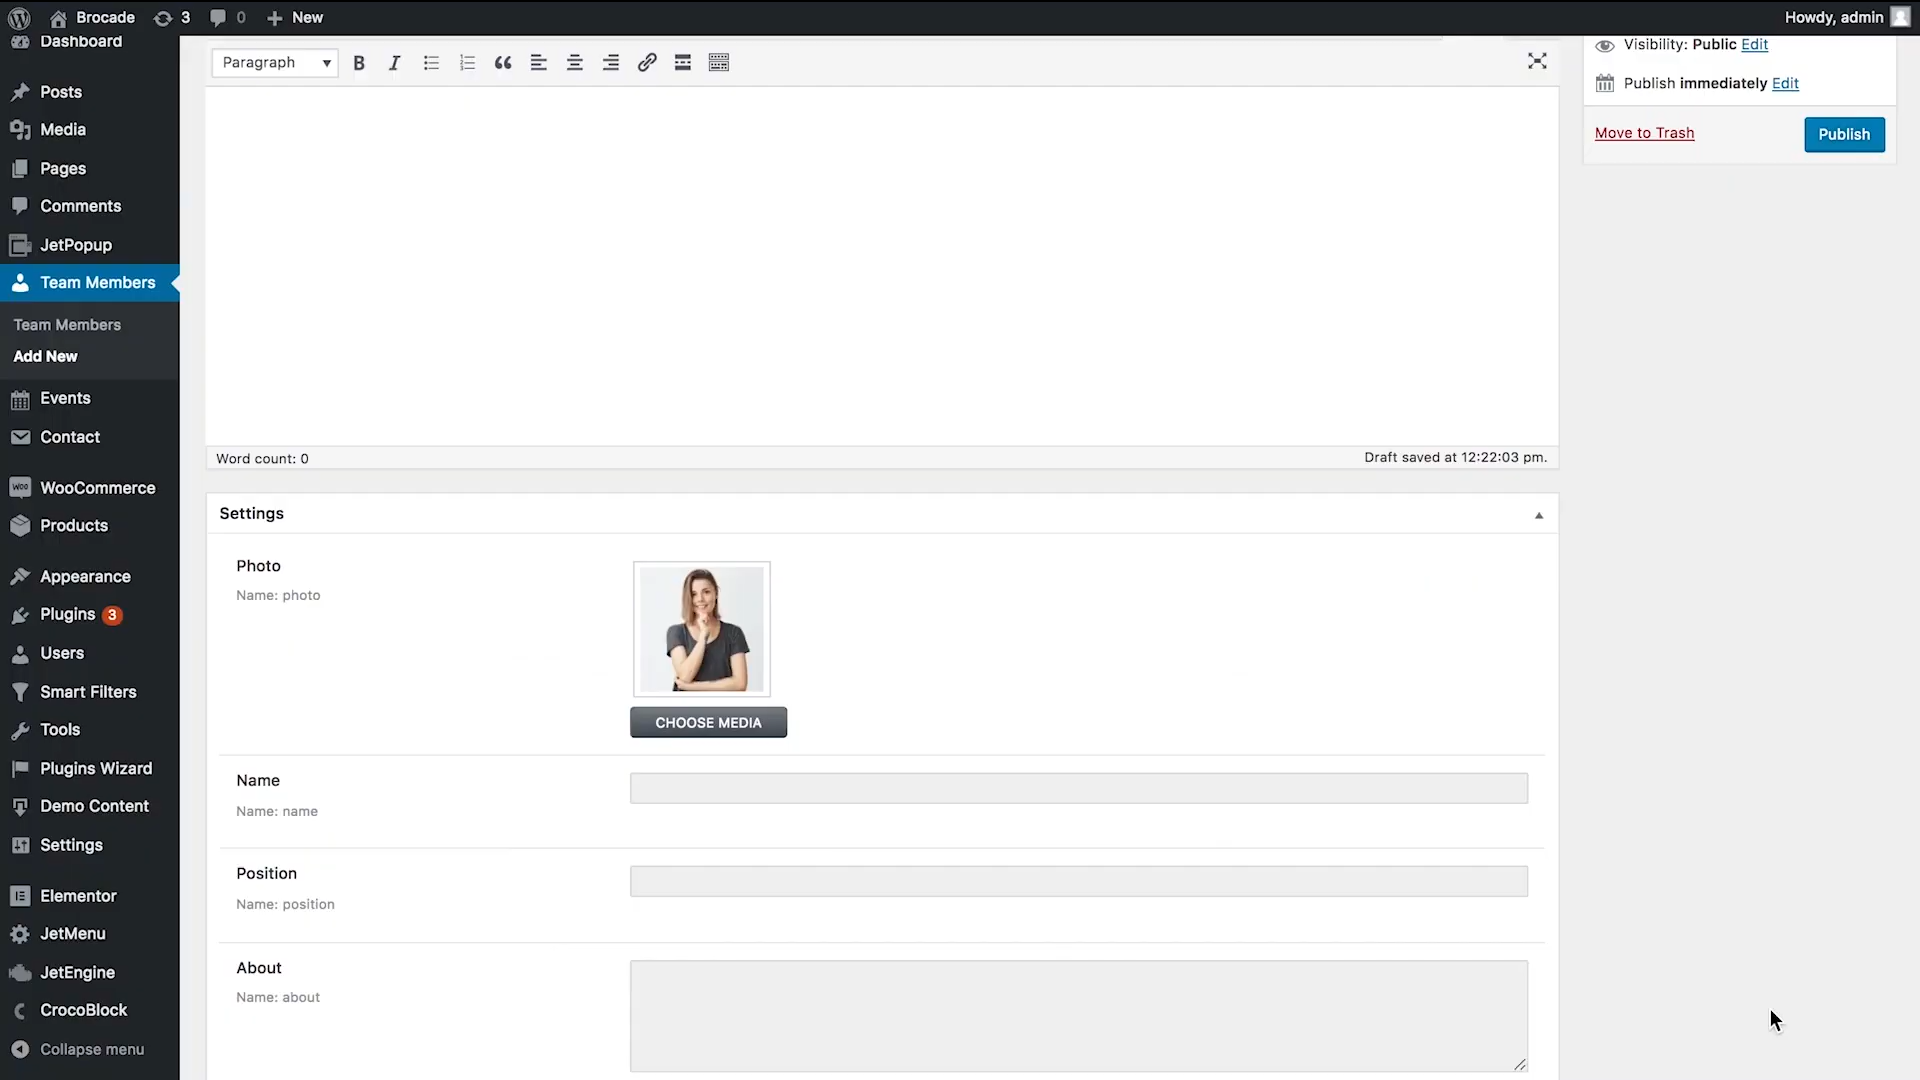 Brocade
3
0
New
Howdy, admin
Dashboard
Posts
Media
Pages
Comments
JetPopup
Team Members
Team Members
Add New
Events
Contact
WooCommerce
Products
Appearance
Plugins 3
Users
Smart Filters
Tools
Plugins Wizard
Demo Content
Settings
Elementor
JetMenu
JetEngine
CrocoBlock
Collapse menu
Paragraph
Word count: 0
Draft saved at 12:22:03 pm.
Settings
Photo
Name: photo
CHOOSE MEDIA
Name
Name: name
Position
Name: position
About
Name: about
Visibility: Public Edit
Publish immediately Edit
Move to Trash
Publish